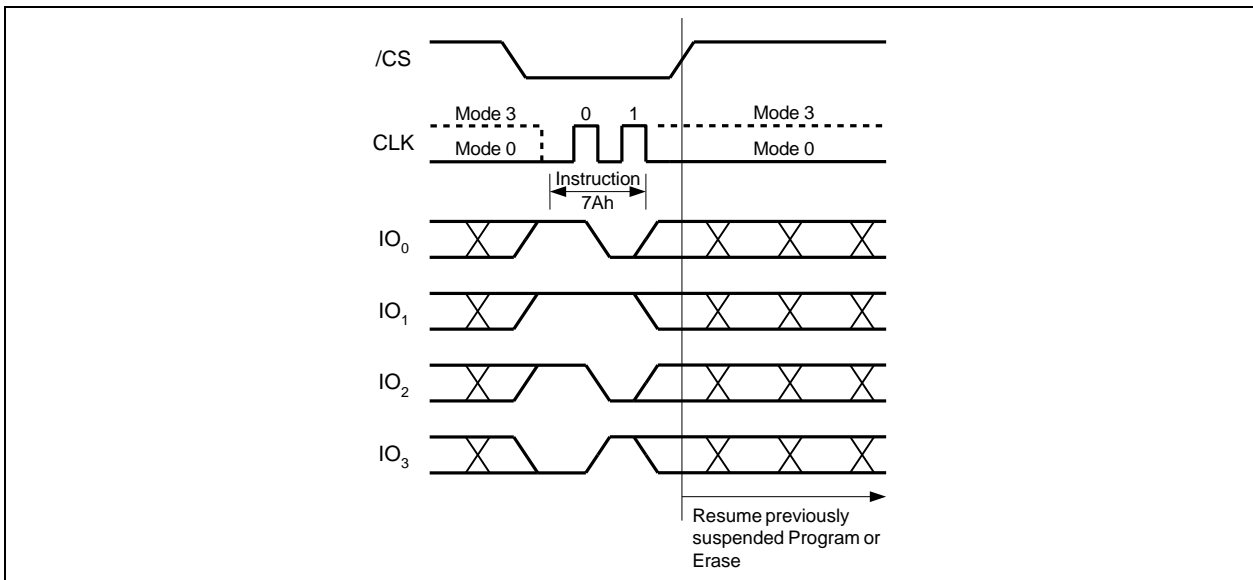 /CS
Mode 3 0 1 Mode 3
CLK
Mode 0 Mode 0
Instruction
7Ah
IO0
IO1
IO2
IO3
Resume previously
suspended Program or
Erase